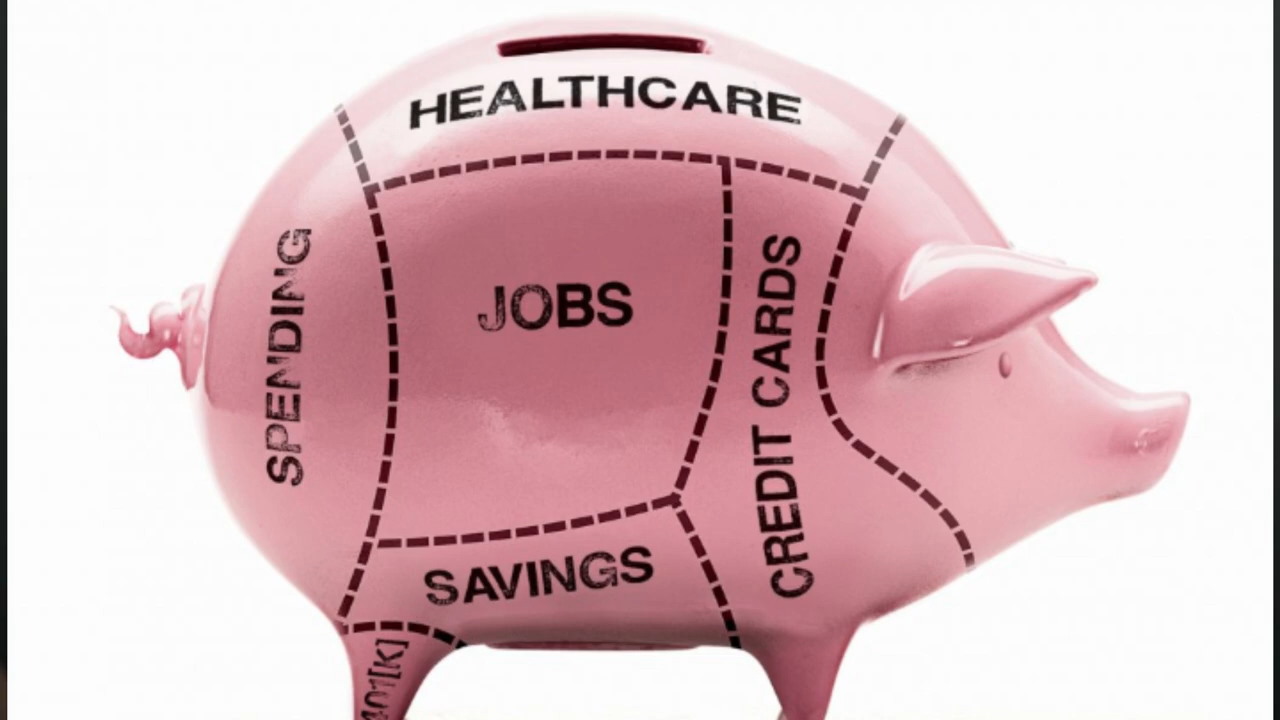 HEALTHCARE
SPENDING
JOBS
CREDIT CARDS
SAVINGS
401[K]